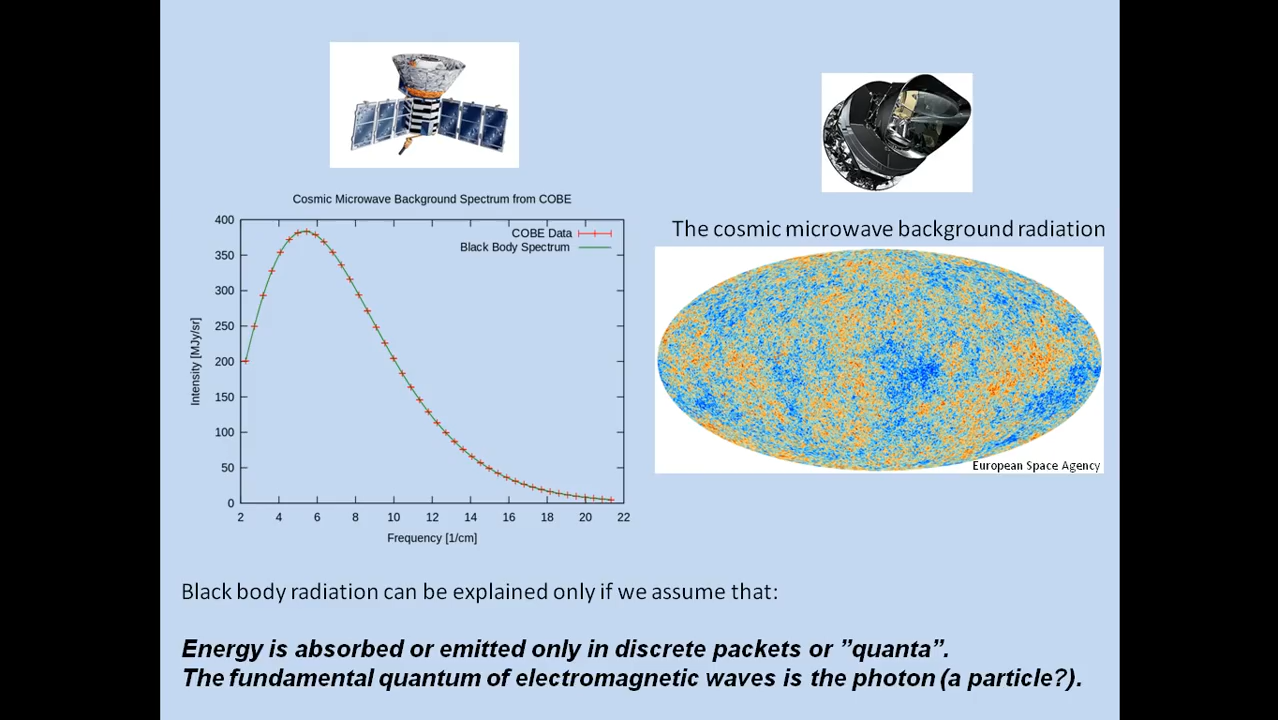 Cosmic Microwave Background Spectrum from COBE
400
350
300
250
200
150
100
50
0
Intensity [MJy/sr]
COBE Data
Black Body Spectrum
2 4 6 8 10 12 14 16 18 20 22
Frequency [1/cm]
The cosmic microwave background radiation
European Space Agency
Black body radiation can be explained only if we assume that:
Energy is absorbed or emitted only in discrete packets or ”quanta”.
The fundamental quantum of electromagnetic waves is the photon (a particle?).